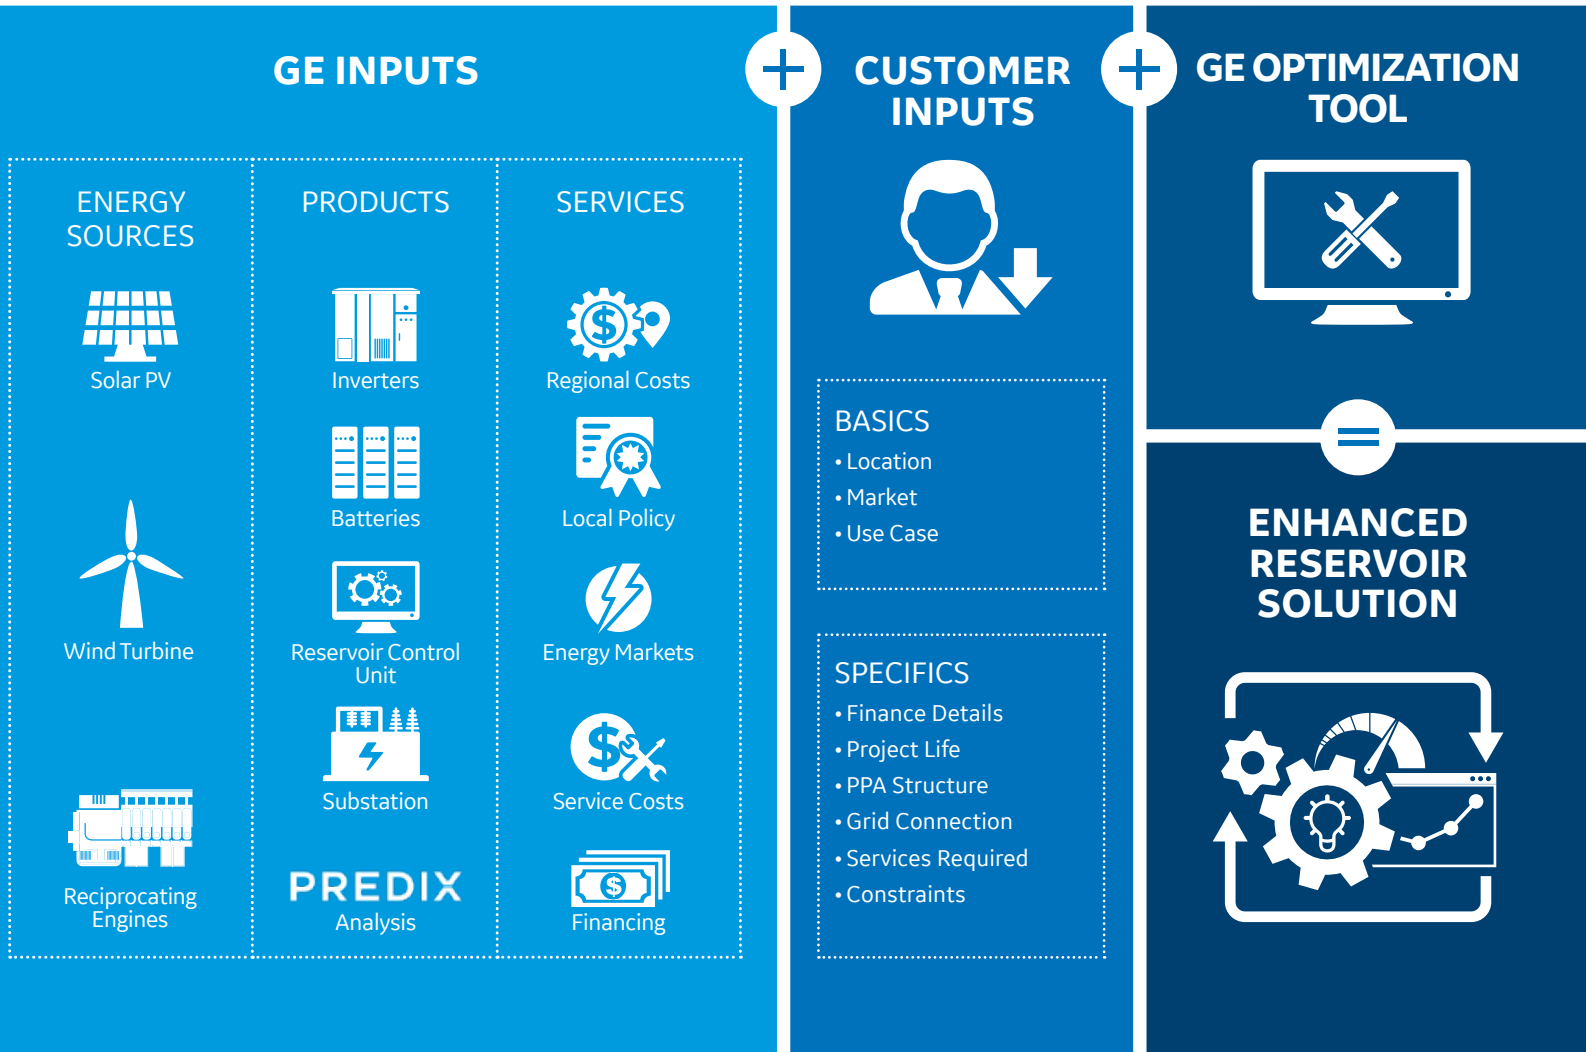 GE INPUTS
ENERGY
SOURCES
Solar PV
Wind Turbine
Reciprocating
Engines
PRODUCTS
Inverters
Batteries
Reservoir Control
Unit
Substation
PREDIX
Analysis
SERVICES
$
Regional Costs
Local Policy
Energy Markets
$
Service Costs
$
Financing
+
CUSTOMER
INPUTS
BASICS
• Location
• Market
• Use Case
SPECIFICS
• Finance Details
• Project Life
• PPA Structure
• Grid Connection
• Services Required
• Constraints
+
GE OPTIMIZATION
TOOL
=
ENHANCED
RESERVOIR
SOLUTION